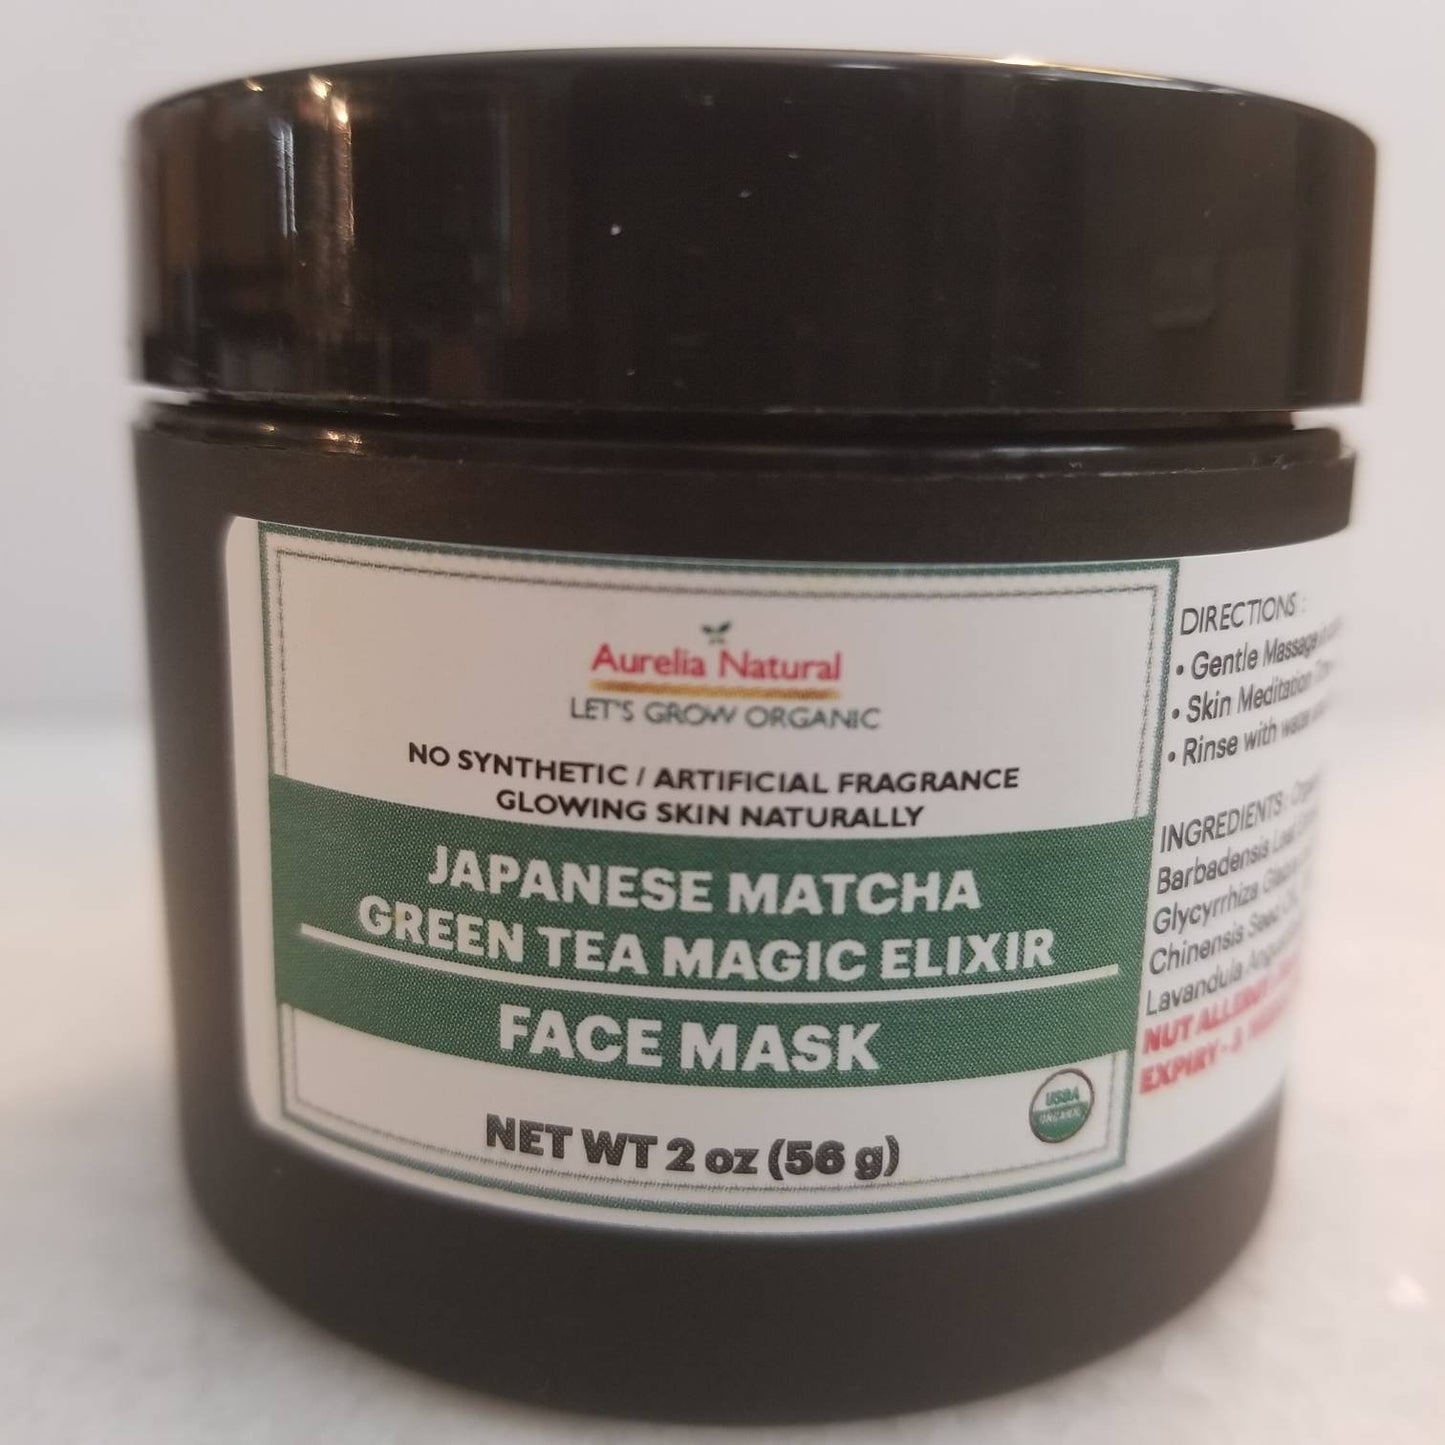 Aurelia Natural
LET'S GROW ORGANIC
NO SYNTHETIC / ARTIFICIAL FRAGRANCE
GLOWING SKIN NATURALLY
JAPANESE MATCHA
GREEN TEA MAGIC ELIXIR
FACE MASK
NET WT 2 oz (56 g)
USDA
ORGANIC
DIRECTIONS :
• Gentle Massage
• Skin Meditation
• Rinse with water
INGREDIENTS :
Barbadensis Leaf
Glycyrrhiza
Chinensis Seed
Lavandula
NUT
EXPIRY - 3